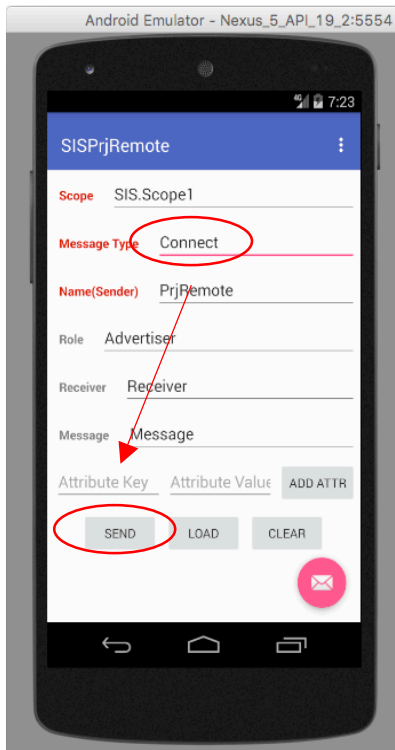 Android Emulator - Nexus_5_API_19_2:5554
4G 7:23
SISPrjRemote
Scope SIS.Scope1
Message Type Connect
Name(Sender) PrjRemote
Role Advertiser
Receiver Receiver
Message Message
Attribute Key Attribute Value ADD ATTR
SEND LOAD CLEAR